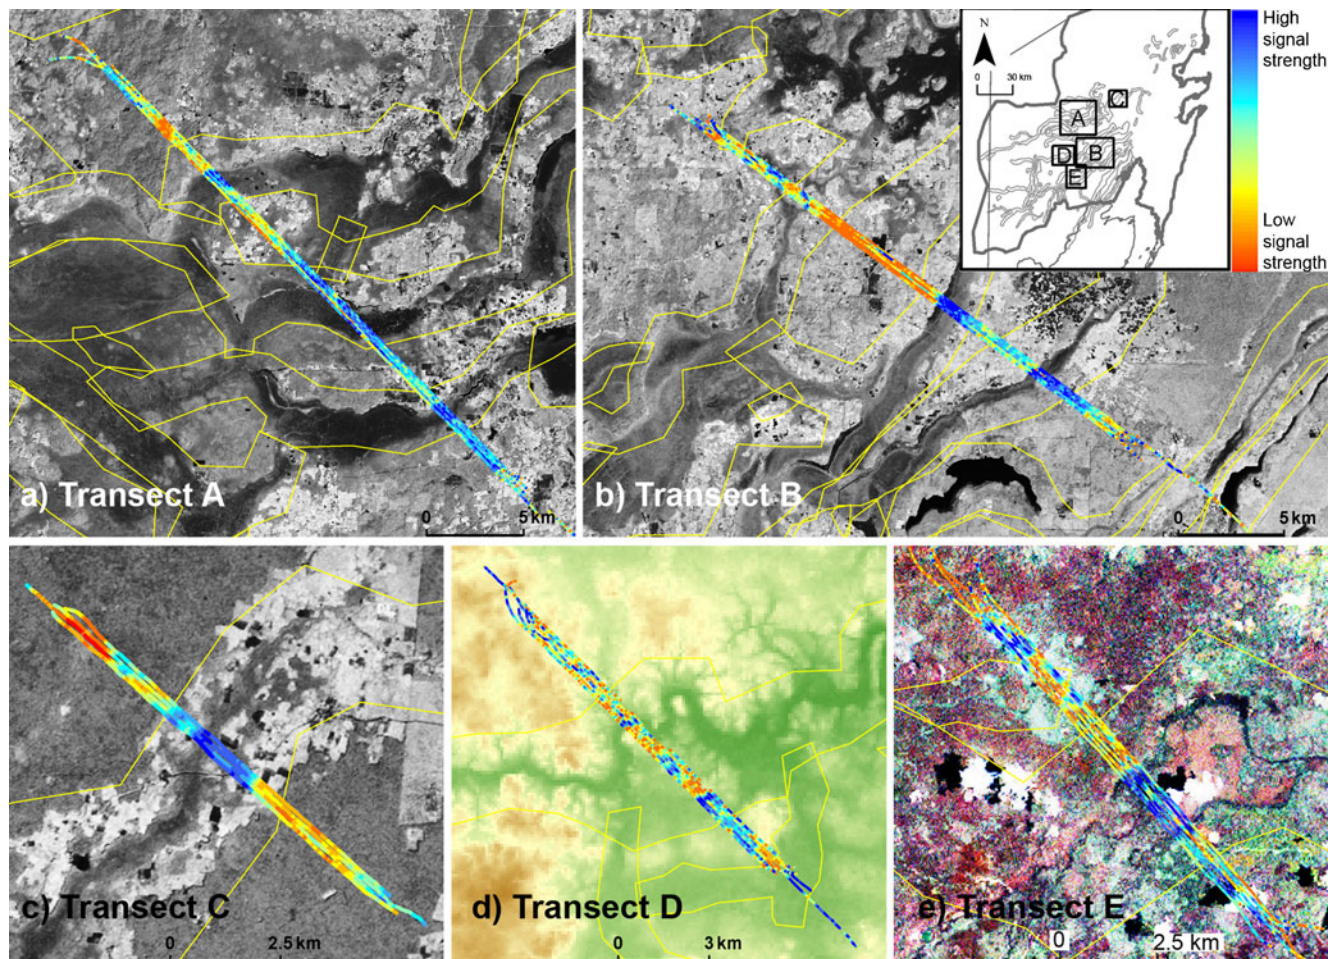 N
0 30 km
A
B
C
D
E
High
signal
strength
Low
signal
strength
a) Transect A
0 5 km
b) Transect B
0 5 km
c) Transect C
0 2.5 km
d) Transect D
0 3 km
e) Transect E
0 2.5 km